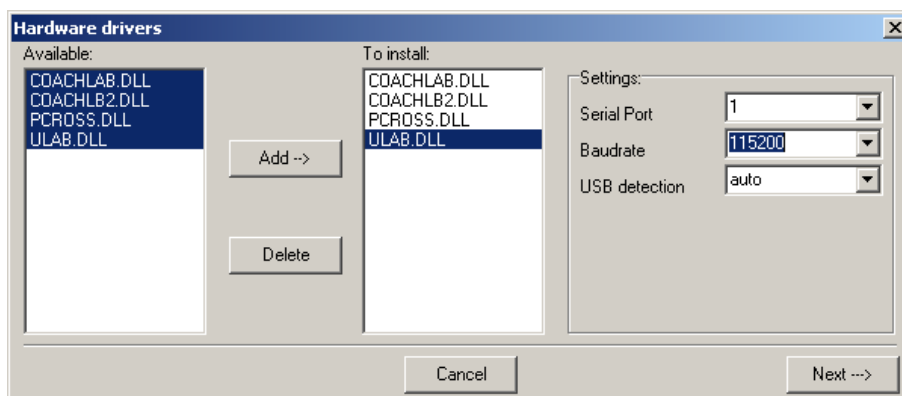 Hardware drivers
Available:
COACHLAB.DLL
COACHLB2.DLL
PCROSS.DLL
ULAB.DLL
Add -->
Delete
To install:
COACHLAB.DLL
COACHLB2.DLL
PCROSS.DLL
ULAB.DLL
Settings:
Serial Port 1
Baudrate 115200
USB detection auto
Cancel
Next --->